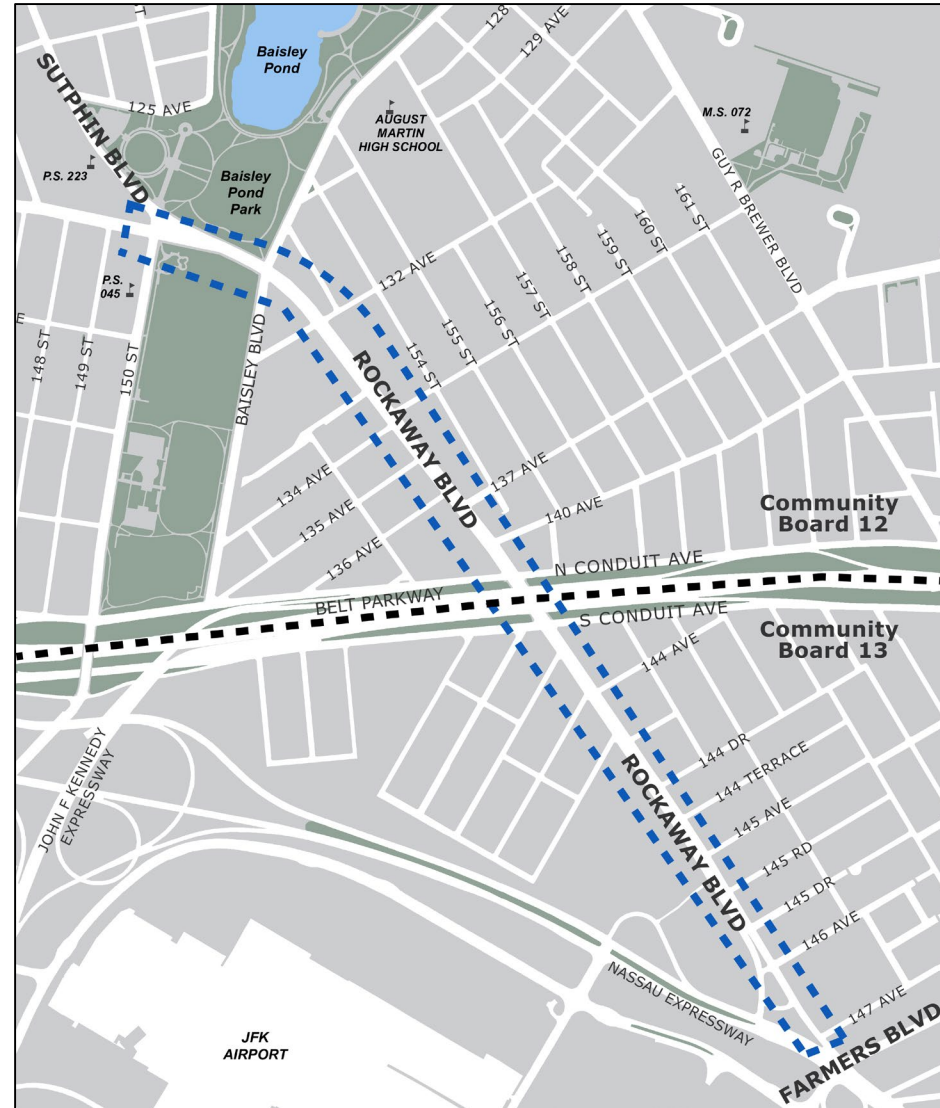 128
129 AVE
Baisley
Pond
SUTPHIN BLVD
125 AVE
AUGUST
MARTIN
HIGH SCHOOL
M.S. 072
P.S. 223
Baisley
Pond
Park
GUY R BREWER BLVD
161 ST
160 ST
159 ST
158 ST
157 ST
156 ST
155 ST
154 ST
132 AVE
P.S.
045
148 ST
149 ST
150 ST
BAISLEY BLVD
ROCKAWAY BLVD
134 AVE
135 AVE
136 AVE
137 AVE
140 AVE
Community
Board 12
N CONDUIT AVE
BELT PARKWAY
S CONDUIT AVE
Community
Board 13
144 AVE
144 DR
144 TERRACE
145 AVE
145 RD
145 DR
146 AVE
147 AVE
ROCKAWAY BLVD
JOHN F KENNEDY
EXPRESSWAY
NASSAU EXPRESSWAY
FARMERS BLVD
JFK
AIRPORT